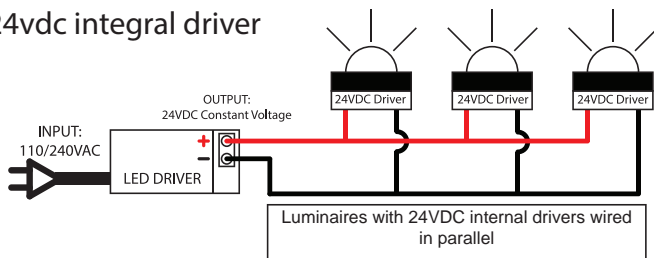 24vdc integral driver
OUTPUT:
24VDC Constant Voltage
24VDC Driver
24VDC Driver
24VDC Driver
INPUT:
110/240VAC
+
−
LED DRIVER
Luminaires with 24VDC internal drivers wired
in parallel